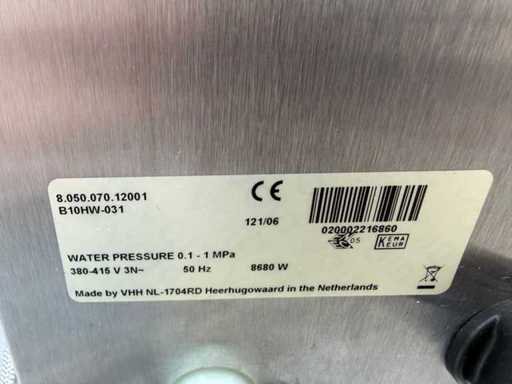 8.050.070.12001
B10HW-031
121/06
020002216860
05
KEMA
KEUR
WATER PRESSURE 0.1 - 1 MPa
380-415 V 3N~ 50 Hz 8680 W
Made by VHH NL-1704RD Heerhugowaard in the Netherlands